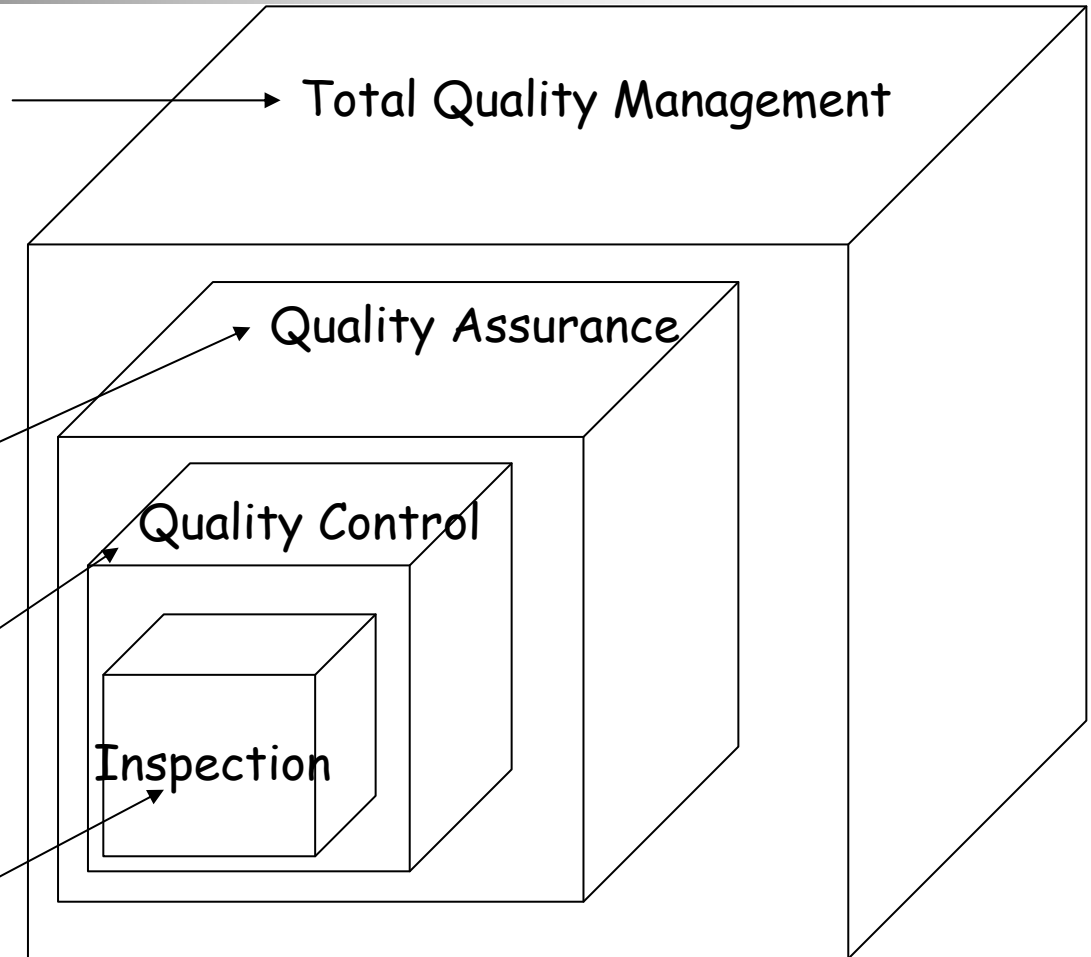 Total Quality Management
Quality Assurance
Quality Control
Inspection